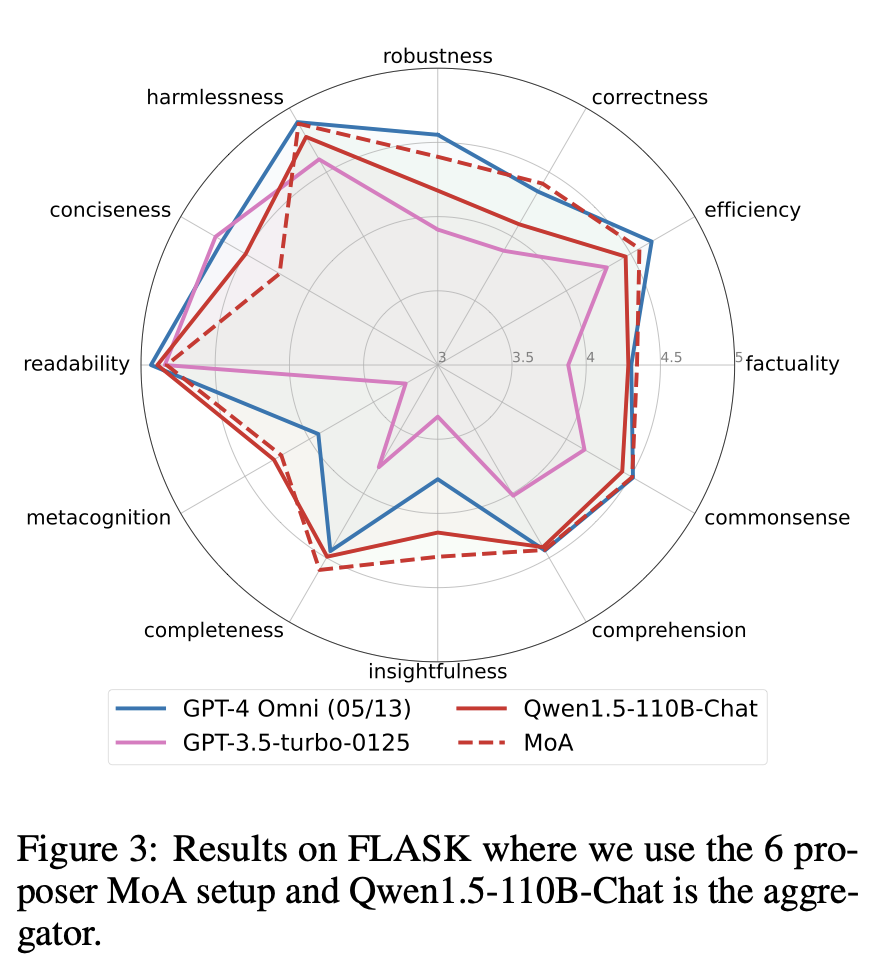 robustness
harmlessness
correctness
conciseness
efficiency
readability
3
3.5
4
4.5
5
factuality
metacognition
commonsense
completeness
comprehension
insightfulness
GPT-4 Omni (05/13)
Qwen1.5-110B-Chat
GPT-3.5-turbo-0125
MoA
Figure 3: Results on FLASK where we use the 6 pro-
poser MoA setup and Qwen1.5-110B-Chat is the aggre-
gator.